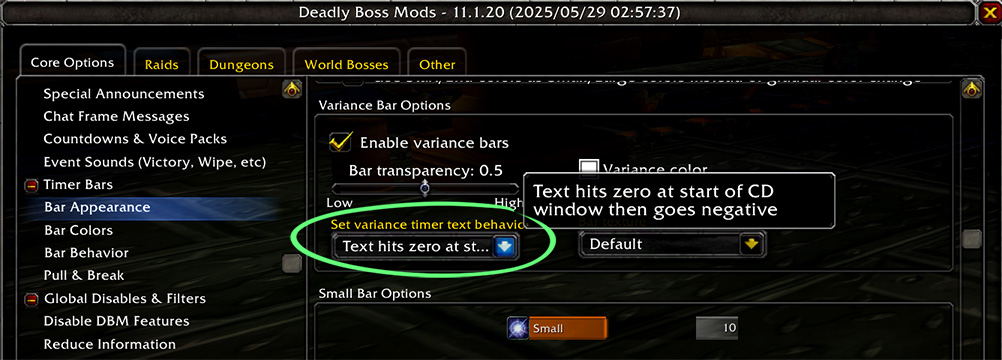 Deadly Boss Mods - 11.1.20 (2025/05/29 02:57:37)
Core Options
Raids
Dungeons
World Bosses
Other
Special Announcements
Chat Frame Messages
Countdowns & Voice Packs
Event Sounds (Victory, Wipe, etc)
Timer Bars
Bar Appearance
Bar Colors
Bar Behavior
Pull & Break
Global Disables & Filters
Disable DBM Features
Reduce Information
Variance Bar Options
Enable variance bars
Bar transparency: 0.5
Variance color
Low
High
Text hits zero at start of CD
window then goes negative
Set variance timer text behavio
Text hits zero at st...
Default
Small Bar Options
Small
10